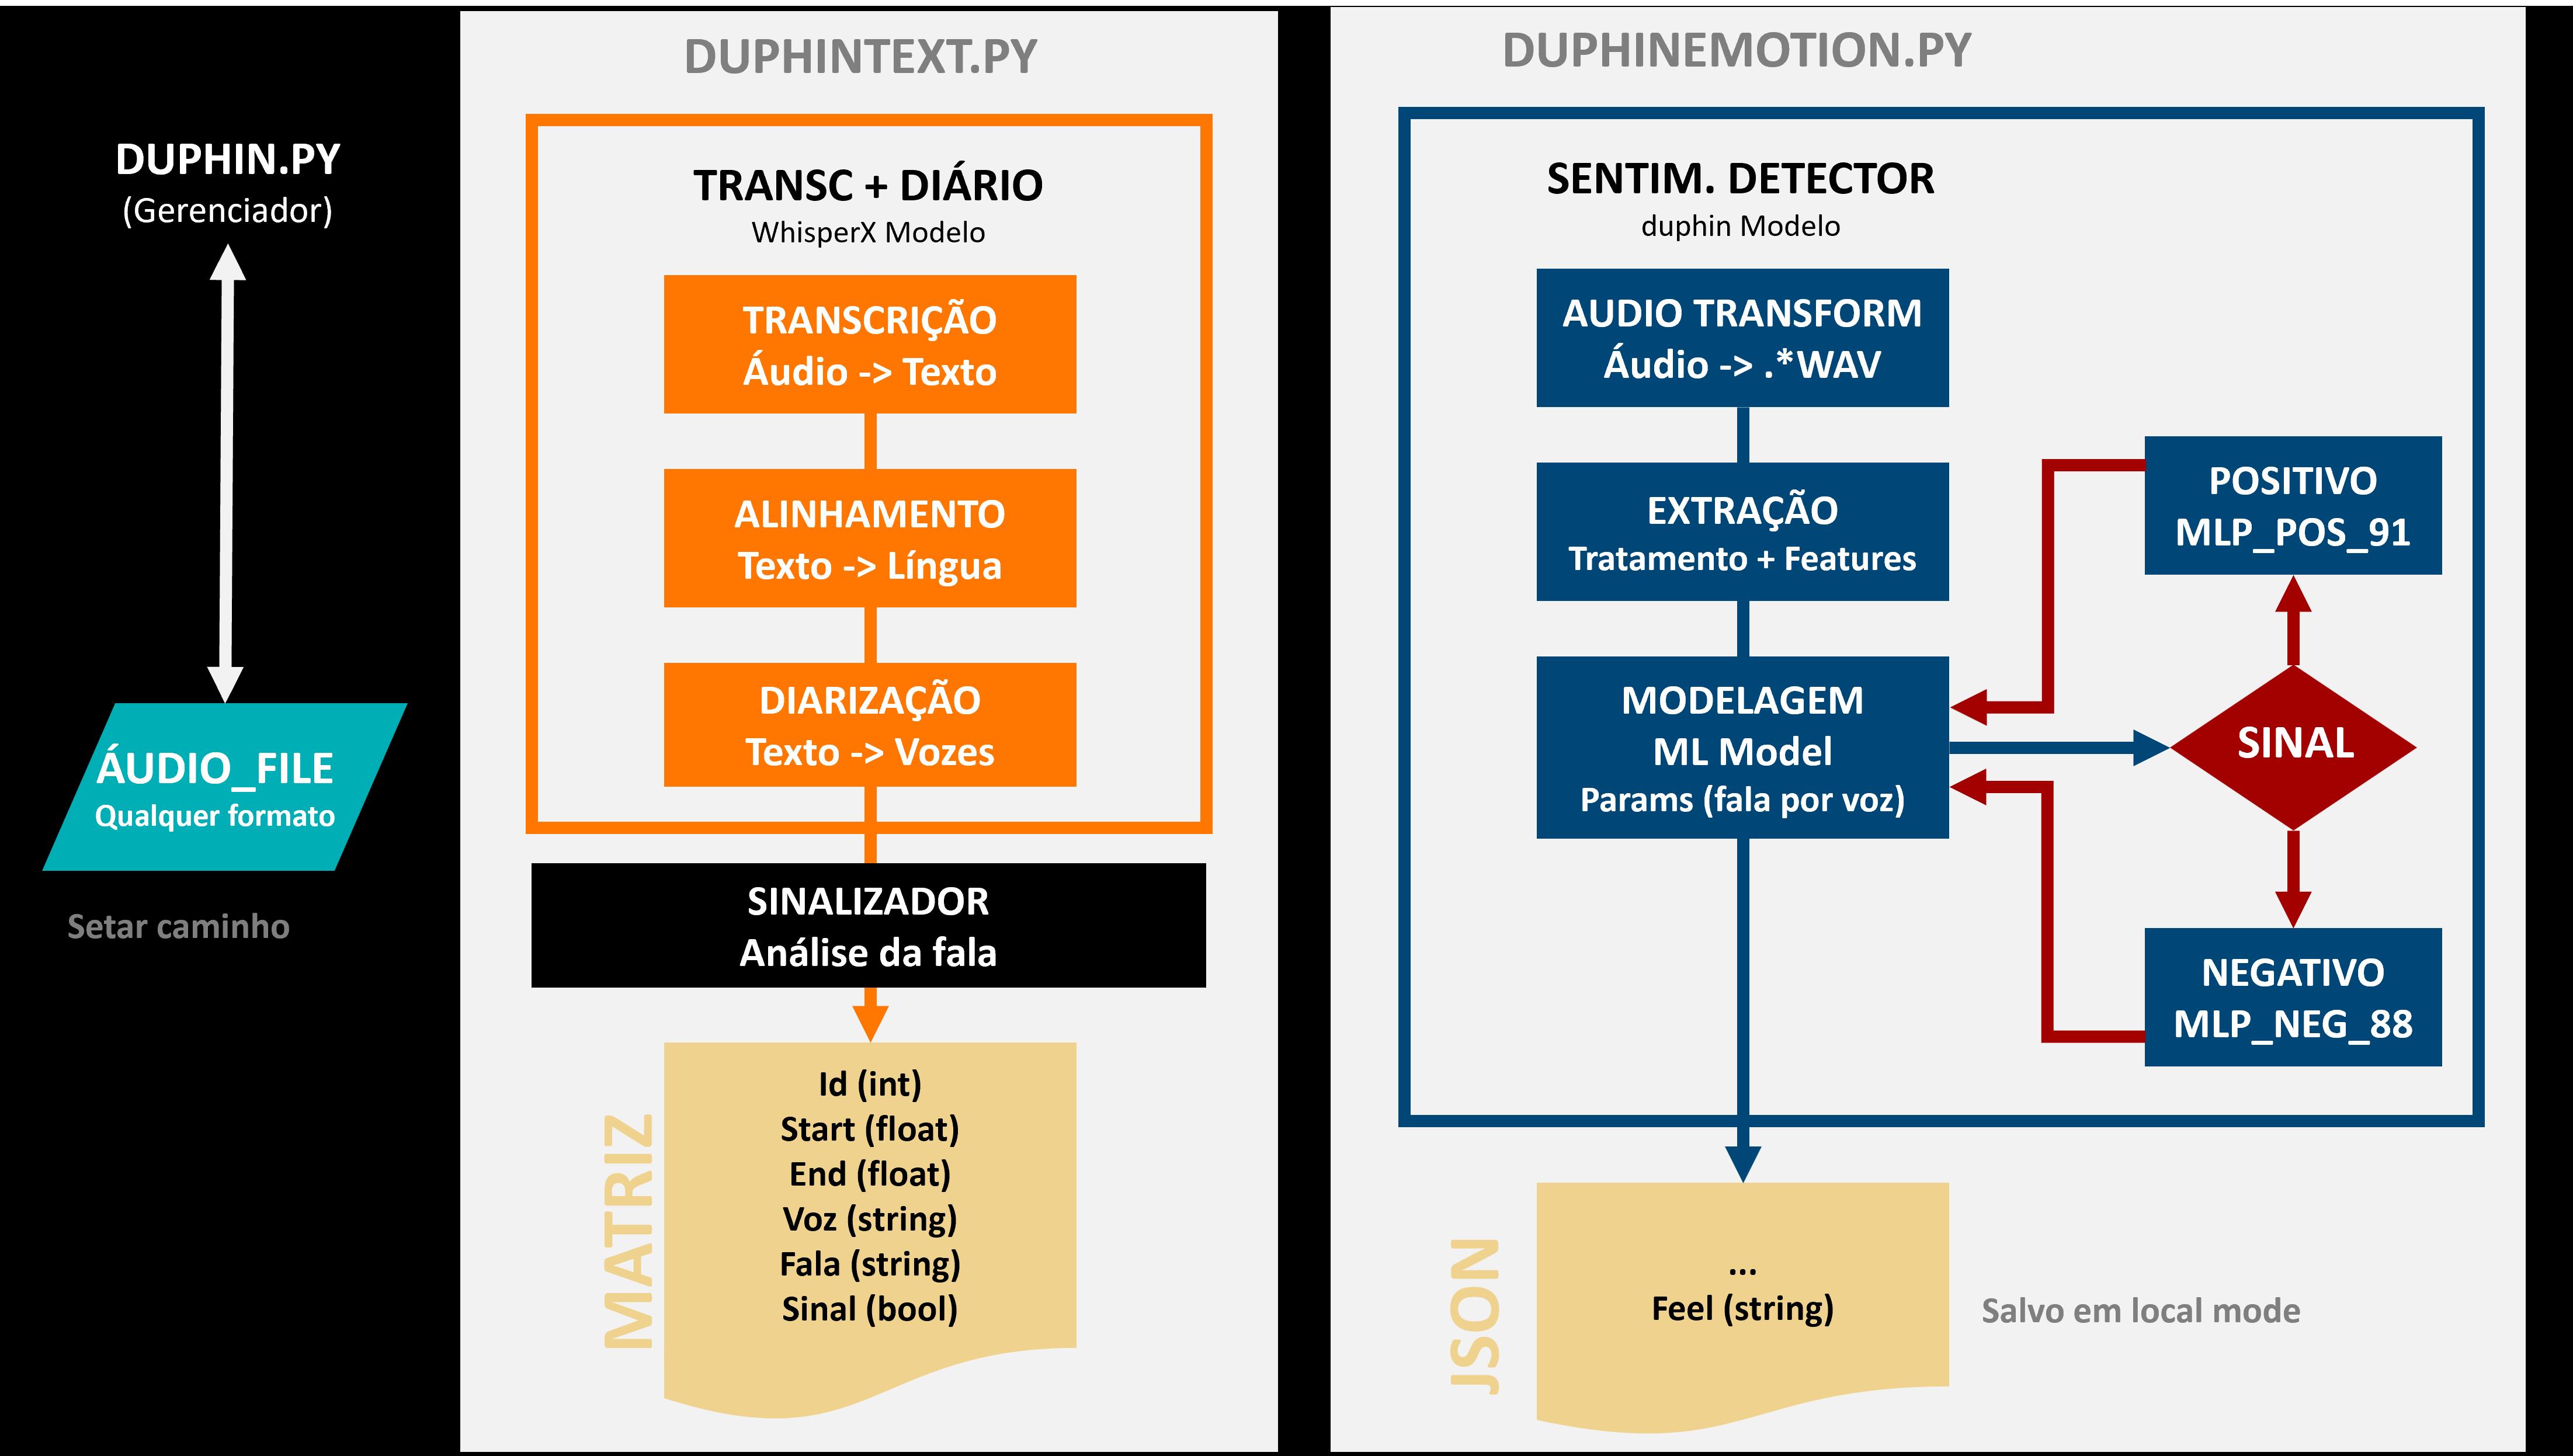 DUPHIN.PY
(Gerenciador)
ÁUDIO_FILE
Qualquer formato
Setar caminho
DUPHINTEXT.PY
TRANSC + DIÁRIO
WhisperX Modelo
TRANSCRIÇÃO
Áudio -> Texto
ALINHAMENTO
Texto -> Língua
DIARIZAÇÃO
Texto -> Vozes
SINALIZADOR
Análise da fala
MATRIZ
Id (int)
Start (float)
End (float)
Voz (string)
Fala (string)
Sinal (bool)
DUPHINEMOTION.PY
SENTIM. DETECTOR
duphin Modelo
AUDIO TRANSFORM
Áudio -> .*WAV
EXTRAÇÃO
Tratamento + Features
MODELAGEM
ML Model
Params (fala por voz)
POSITIVO
MLP_POS_91
SINAL
NEGATIVO
MLP_NEG_88
JSON
...
Feel (string)
Salvo em local mode